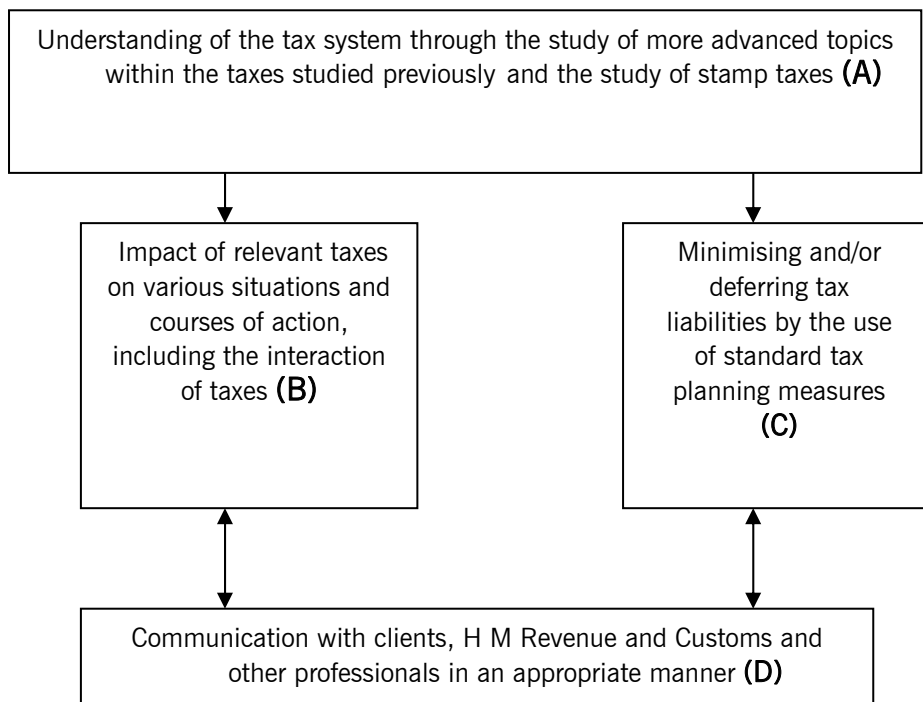 Understanding of the tax system through the study of more advanced topics
within the taxes studied previously and the study of stamp taxes (A)
Impact of relevant taxes
on various situations and
courses of action,
including the interaction
of taxes (B)
Minimising and/or
deferring tax
liabilities by the use
of standard tax
planning measures
(C)
Communication with clients, H M Revenue and Customs and
other professionals in an appropriate manner (D)